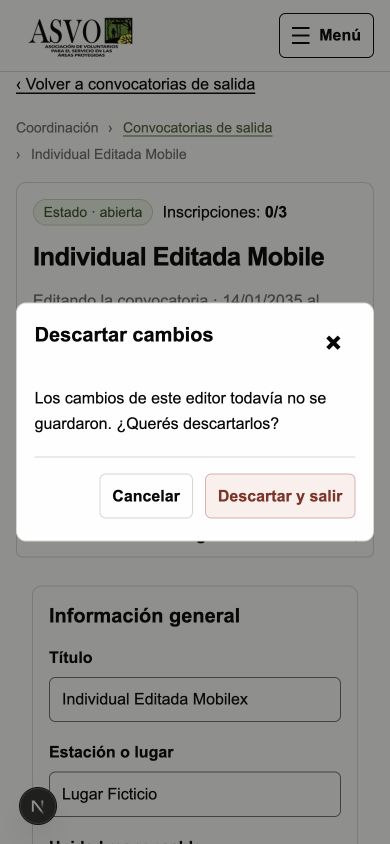 ASVO
ASOCIACIÓN DE VOLUNTARIOS
PARA EL SERVICIO EN LAS
ÁREAS PROTEGIDAS
Menú
‹ Volver a convocatorias de salida
Coordinación › Convocatorias de salida
› Individual Editada Mobile
Estado · abierta Inscripciones: 0/3
Individual Editada Mobile
Editando la convocatoria · 14/01/2035 al
Descartar cambios
Los cambios de este editor todavía no se
guardaron. ¿Querés descartarlos?
Cancelar
Descartar y salir
Información general
Título
Individual Editada Mobilex
Estación o lugar
Lugar Ficticio
N